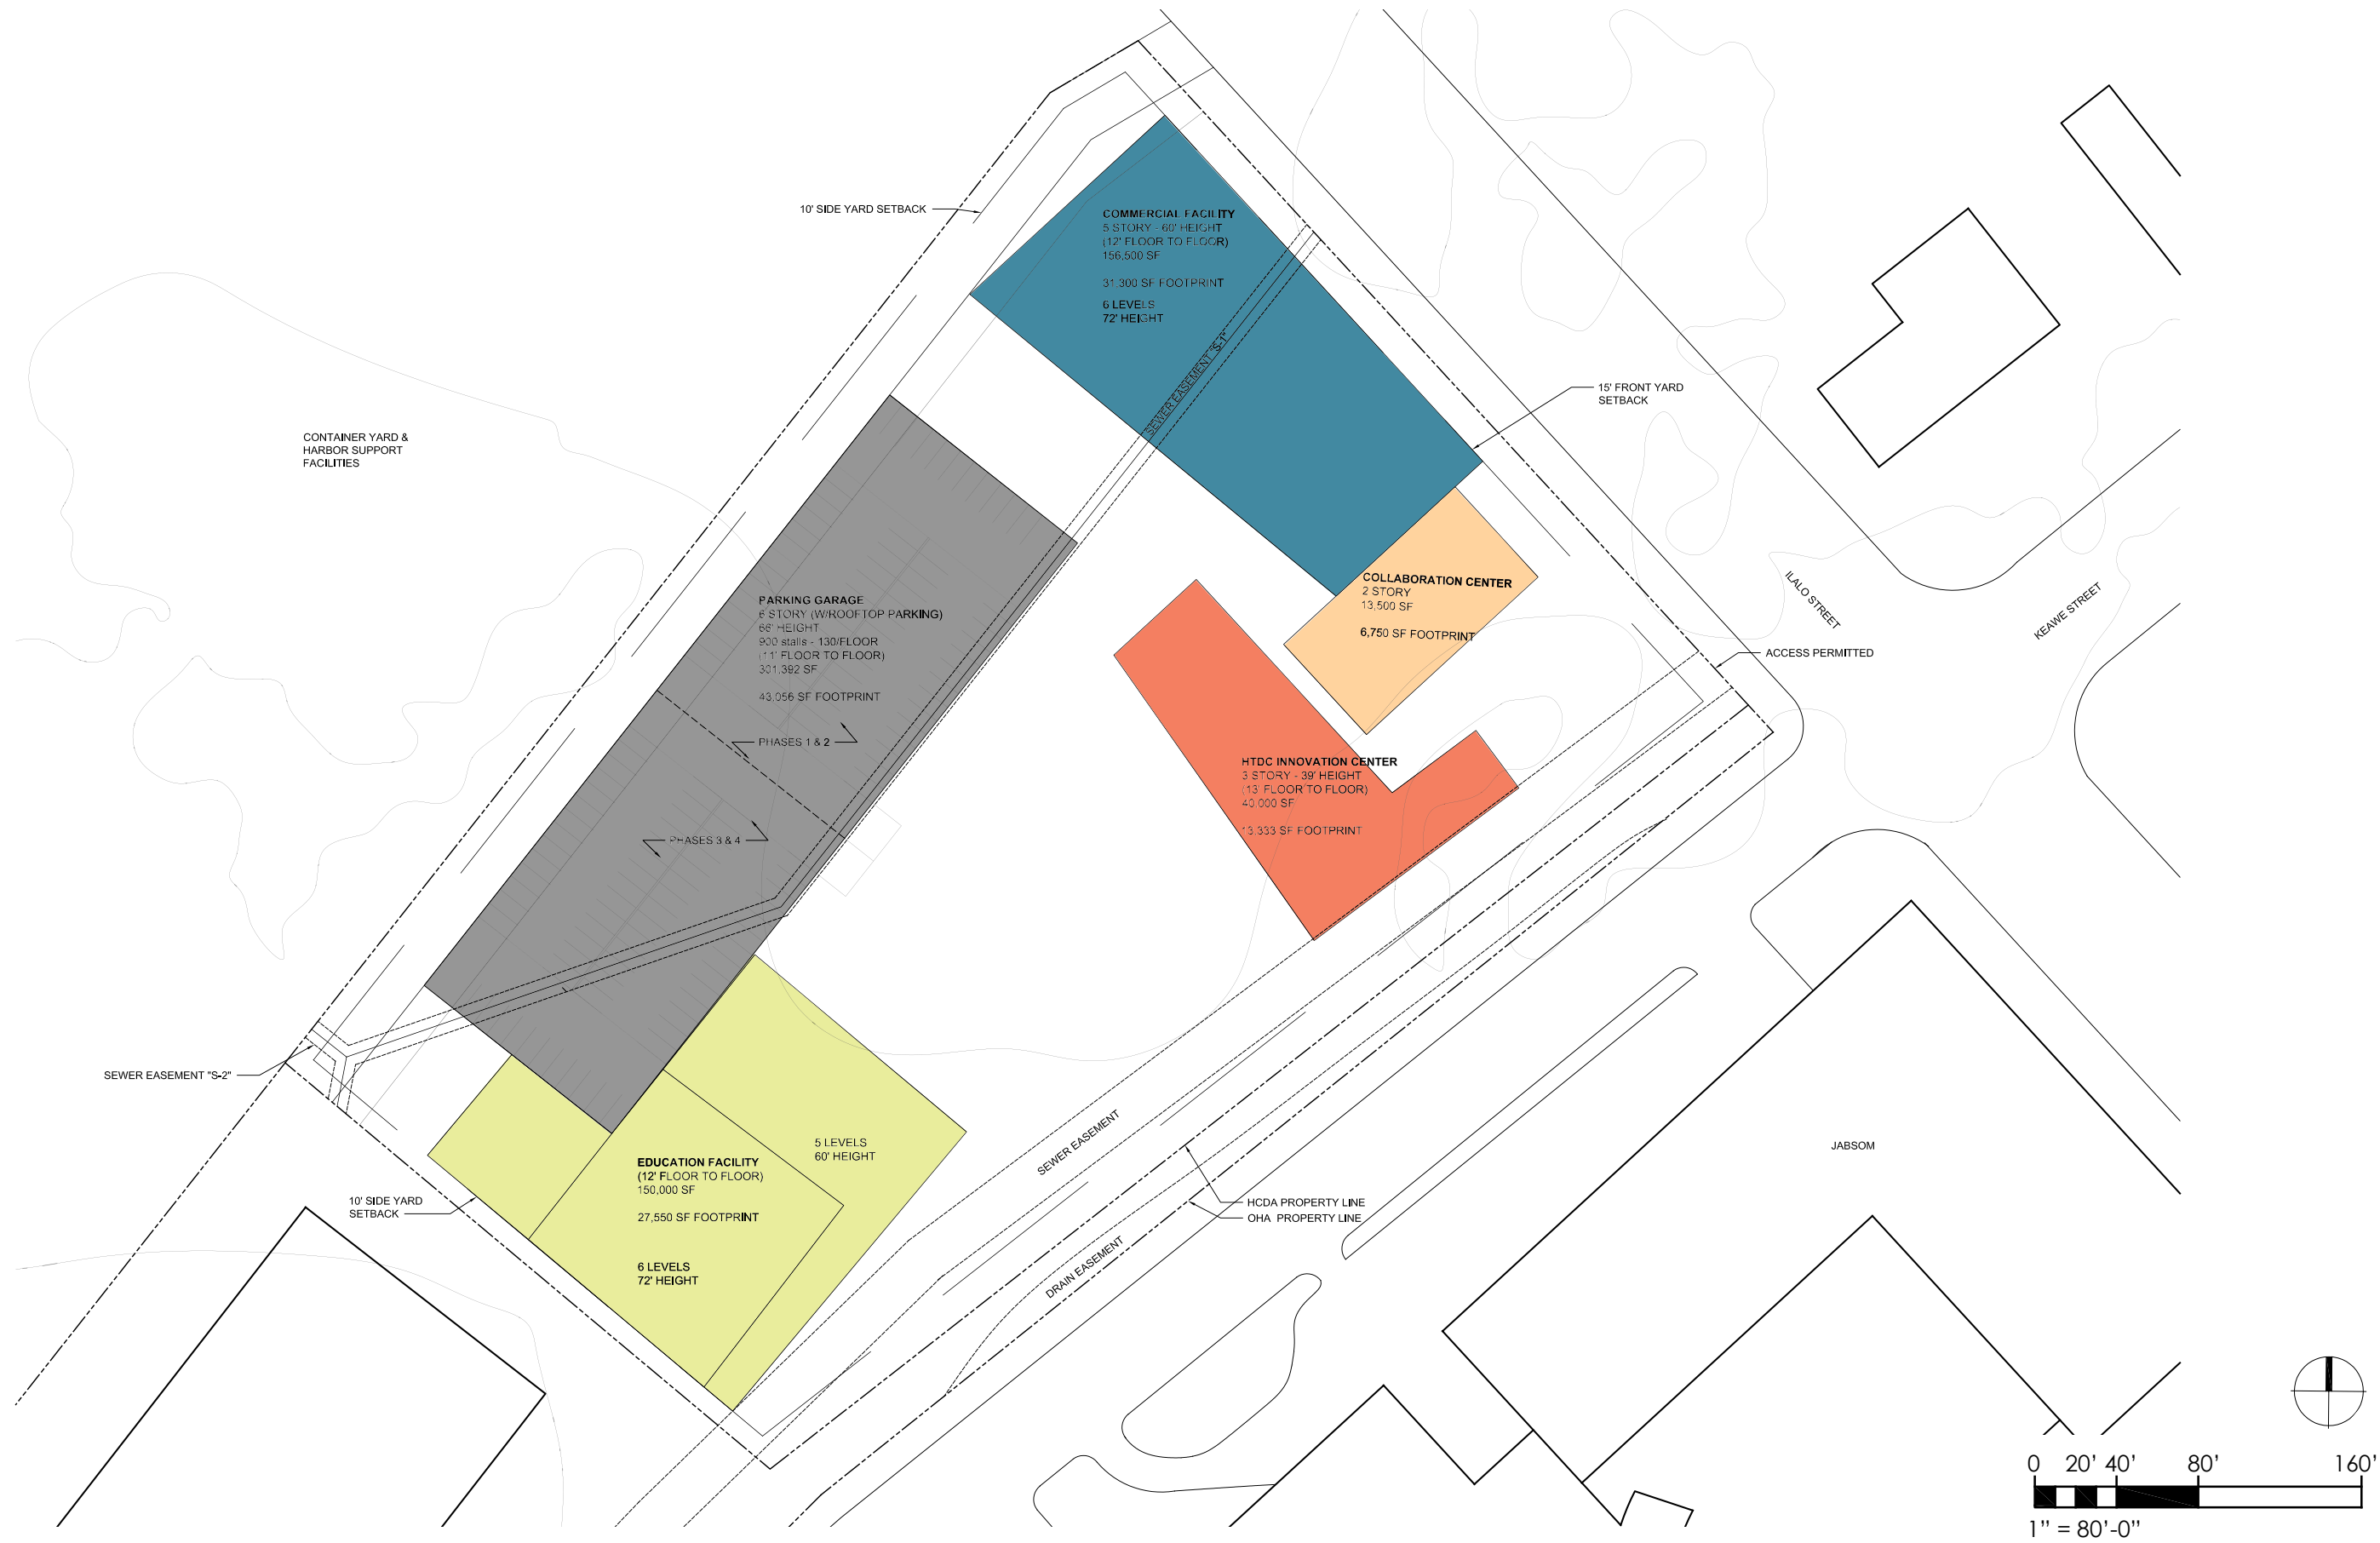 10' SIDE YARD SETBACK
COMMERCIAL FACILITY
5 STORY - 60' HEIGHT
(12' FLOOR TO FLOOR)
156,500 SF
31,300 SF FOOTPRINT
6 LEVELS
72' HEIGHT
SEWER EASEMENT "S-1"
15' FRONT YARD
SETBACK
CONTAINER YARD &
HARBOR SUPPORT
FACILITIES
COLLABORATION CENTER
2 STORY
13,500 SF
6,750 SF FOOTPRINT
ILALO STREET
KEAWE STREET
PARKING GARAGE
6 STORY (W/ROOFTOP PARKING)
66' HEIGHT
900 stalls - 130/FLOOR
(11' FLOOR TO FLOOR)
301,392 SF
43,056 SF FOOTPRINT
ACCESS PERMITTED
PHASES 1 & 2
HTDC INNOVATION CENTER
3 STORY - 39' HEIGHT
(13' FLOOR TO FLOOR)
40,000 SF
13,333 SF FOOTPRINT
PHASES 3 & 4
SEWER EASEMENT "S-2"
EDUCATION FACILITY
(12' FLOOR TO FLOOR)
150,000 SF
27,550 SF FOOTPRINT
6 LEVELS
72' HEIGHT
5 LEVELS
60' HEIGHT
SEWER EASEMENT
JABSOM
10' SIDE YARD
SETBACK
HCDA PROPERTY LINE
OHA PROPERTY LINE
DRAIN EASEMENT
0 20' 40' 80' 160'
1" = 80'-0"